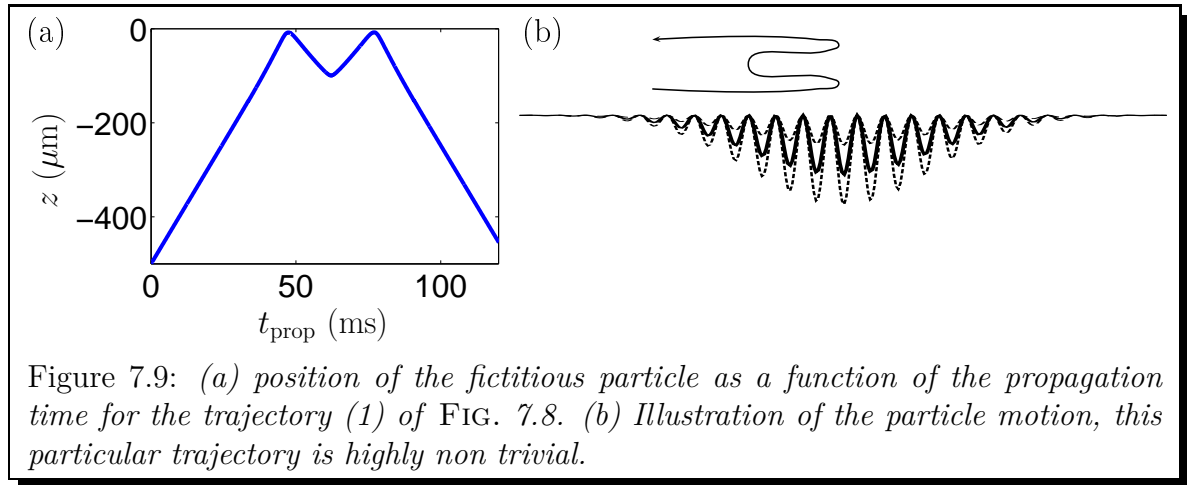 (a)
(b)
0
−200
−400
z (μm)
0 50 100
t_prop (ms)
Figure 7.9: (a) position of the fictitious particle as a function of the propagation
time for the trajectory (1) of FIG. 7.8. (b) Illustration of the particle motion, this
particular trajectory is highly non trivial.